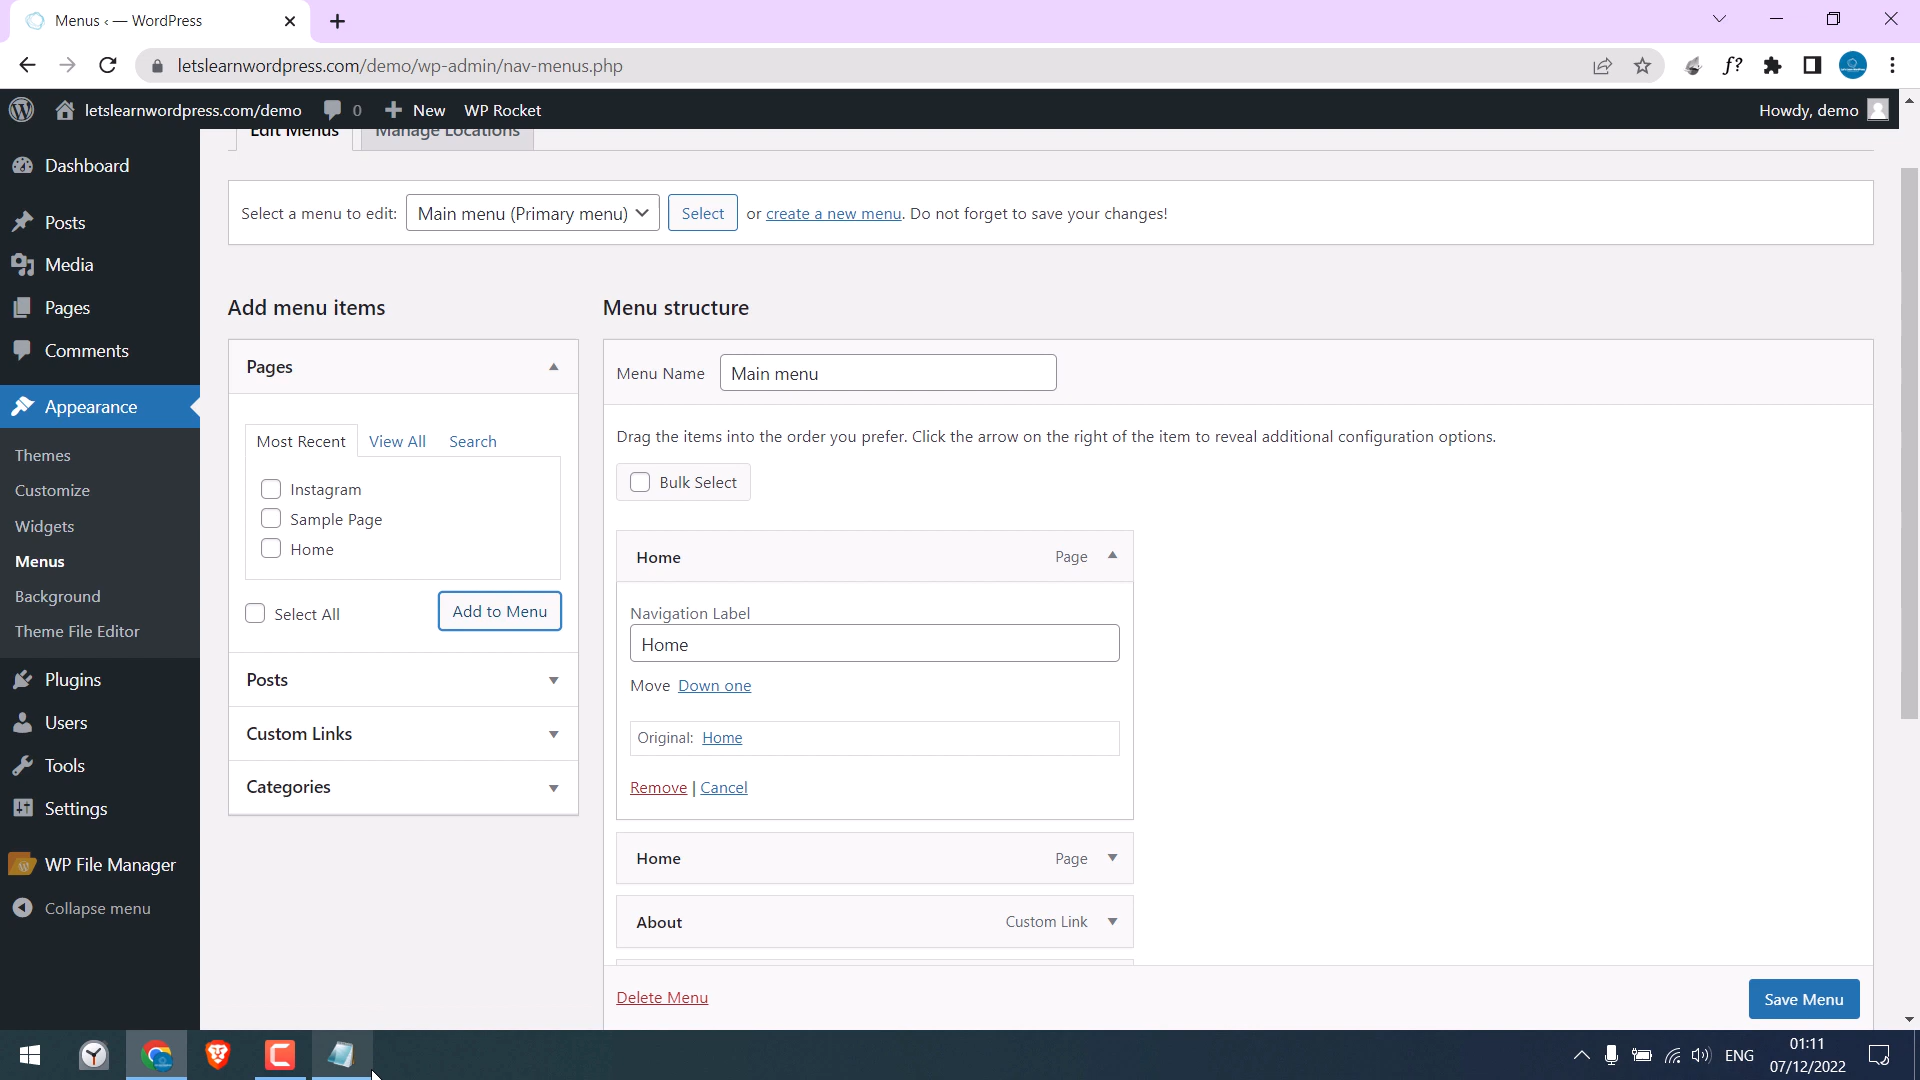 Menus ‹ — WordPress
letslearnwordpress.com/demo/wp-admin/nav-menus.php
f?
letslearnwordpress.com/demo 0 New WP Rocket Howdy, demo
Edit Menus Manage Locations
Dashboard
Posts
Media
Pages
Comments
Appearance
Themes
Customize
Widgets
Menus
Background
Theme File Editor
Plugins
Users
Tools
Settings
WP File Manager
Collapse menu
Select a menu to edit: Main menu (Primary menu) Select or create a new menu. Do not forget to save your changes!
Add menu items
Pages
Most Recent View All Search
Instagram
Sample Page
Home
Select All Add to Menu
Posts
Custom Links
Categories
Menu structure
Menu Name Main menu
Drag the items into the order you prefer. Click the arrow on the right of the item to reveal additional configuration options.
Bulk Select
Home Page
Navigation Label
Home
Move Down one
Original: Home
Remove | Cancel
Home Page
About Custom Link
Delete Menu Save Menu
ENG 01:11
07/12/2022